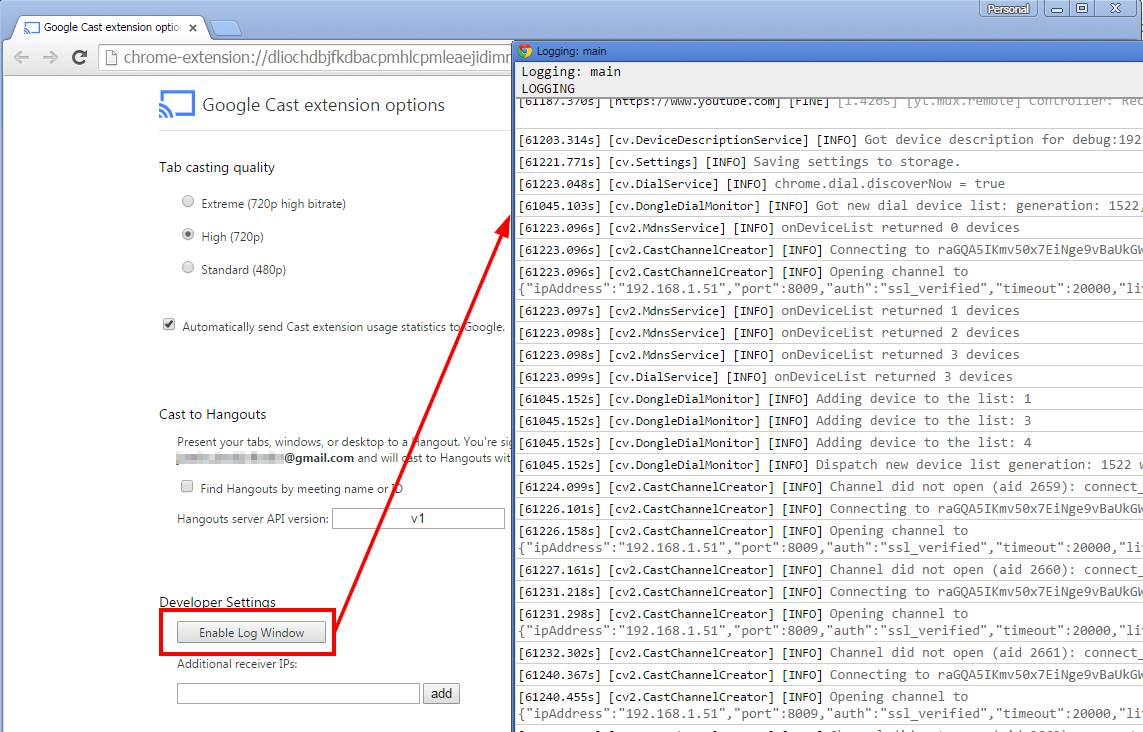 Personal
Google Cast extension optio
chrome-extension://dliochdbjfkdbacpmhlcpmleaejidimr
Google Cast extension options
Tab casting quality
Extreme (720p high bitrate)
High (720p)
Standard (480p)
Automatically send Cast extension usage statistics to Google.
Cast to Hangouts
Present your tabs, windows, or desktop to a Hangout. You're sig
@gmail.com and will cast to Hangouts wit
Find Hangouts by meeting name or ID
Hangouts server API version: v1
Developer Settings
Enable Log Window
Additional receiver IPs:
add
Logging: main
Logging: main
LOGGING
[61187.370s] [https://www.youtube.com] [FINE] [1.426s] [yt.mux.remote] Controller: Rec
[61203.314s] [cv.DeviceDescriptionService] [INFO] Got device description for debug:192
[61221.771s] [cv.Settings] [INFO] Saving settings to storage.
[61223.048s] [cv.DialService] [INFO] chrome.dial.discoverNow = true
[61045.103s] [cv.DongleDialMonitor] [INFO] Got new dial device list: generation: 1522,
[61223.096s] [cv2.MdnsService] [INFO] onDeviceList returned 0 devices
[61223.096s] [cv2.CastChannelCreator] [INFO] Connecting to raGQA5IKmv50x7EiNge9vBaUkGW
[61223.096s] [cv2.CastChannelCreator] [INFO] Opening channel to
{"ipAddress":"192.168.1.51","port":8009,"auth":"ssl_verified","timeout":20000,"li
[61223.097s] [cv2.MdnsService] [INFO] onDeviceList returned 1 devices
[61223.098s] [cv2.MdnsService] [INFO] onDeviceList returned 2 devices
[61223.098s] [cv2.MdnsService] [INFO] onDeviceList returned 3 devices
[61223.099s] [cv.DialService] [INFO] onDeviceList returned 3 devices
[61045.152s] [cv.DongleDialMonitor] [INFO] Adding device to the list: 1
[61045.152s] [cv.DongleDialMonitor] [INFO] Adding device to the list: 3
[61045.152s] [cv.DongleDialMonitor] [INFO] Adding device to the list: 4
[61045.152s] [cv.DongleDialMonitor] [INFO] Dispatch new device list generation: 1522 w
[61224.099s] [cv2.CastChannelCreator] [INFO] Channel did not open (aid 2659): connect_
[61226.101s] [cv2.CastChannelCreator] [INFO] Connecting to raGQA5IKmv50x7EiNge9vBaUkGW
[61226.158s] [cv2.CastChannelCreator] [INFO] Opening channel to
{"ipAddress":"192.168.1.51","port":8009,"auth":"ssl_verified","timeout":20000,"li
[61227.161s] [cv2.CastChannelCreator] [INFO] Channel did not open (aid 2660): connect_
[61231.218s] [cv2.CastChannelCreator] [INFO] Connecting to raGQA5IKmv50x7EiNge9vBaUkGW
[61231.298s] [cv2.CastChannelCreator] [INFO] Opening channel to
{"ipAddress":"192.168.1.51","port":8009,"auth":"ssl_verified","timeout":20000,"li
[61232.302s] [cv2.CastChannelCreator] [INFO] Channel did not open (aid 2661): connect_
[61240.367s] [cv2.CastChannelCreator] [INFO] Connecting to raGQA5IKmv50x7EiNge9vBaUkGW
[61240.455s] [cv2.CastChannelCreator] [INFO] Opening channel to
{"ipAddress":"192.168.1.51","port":8009,"auth":"ssl_verified","timeout":20000,"li